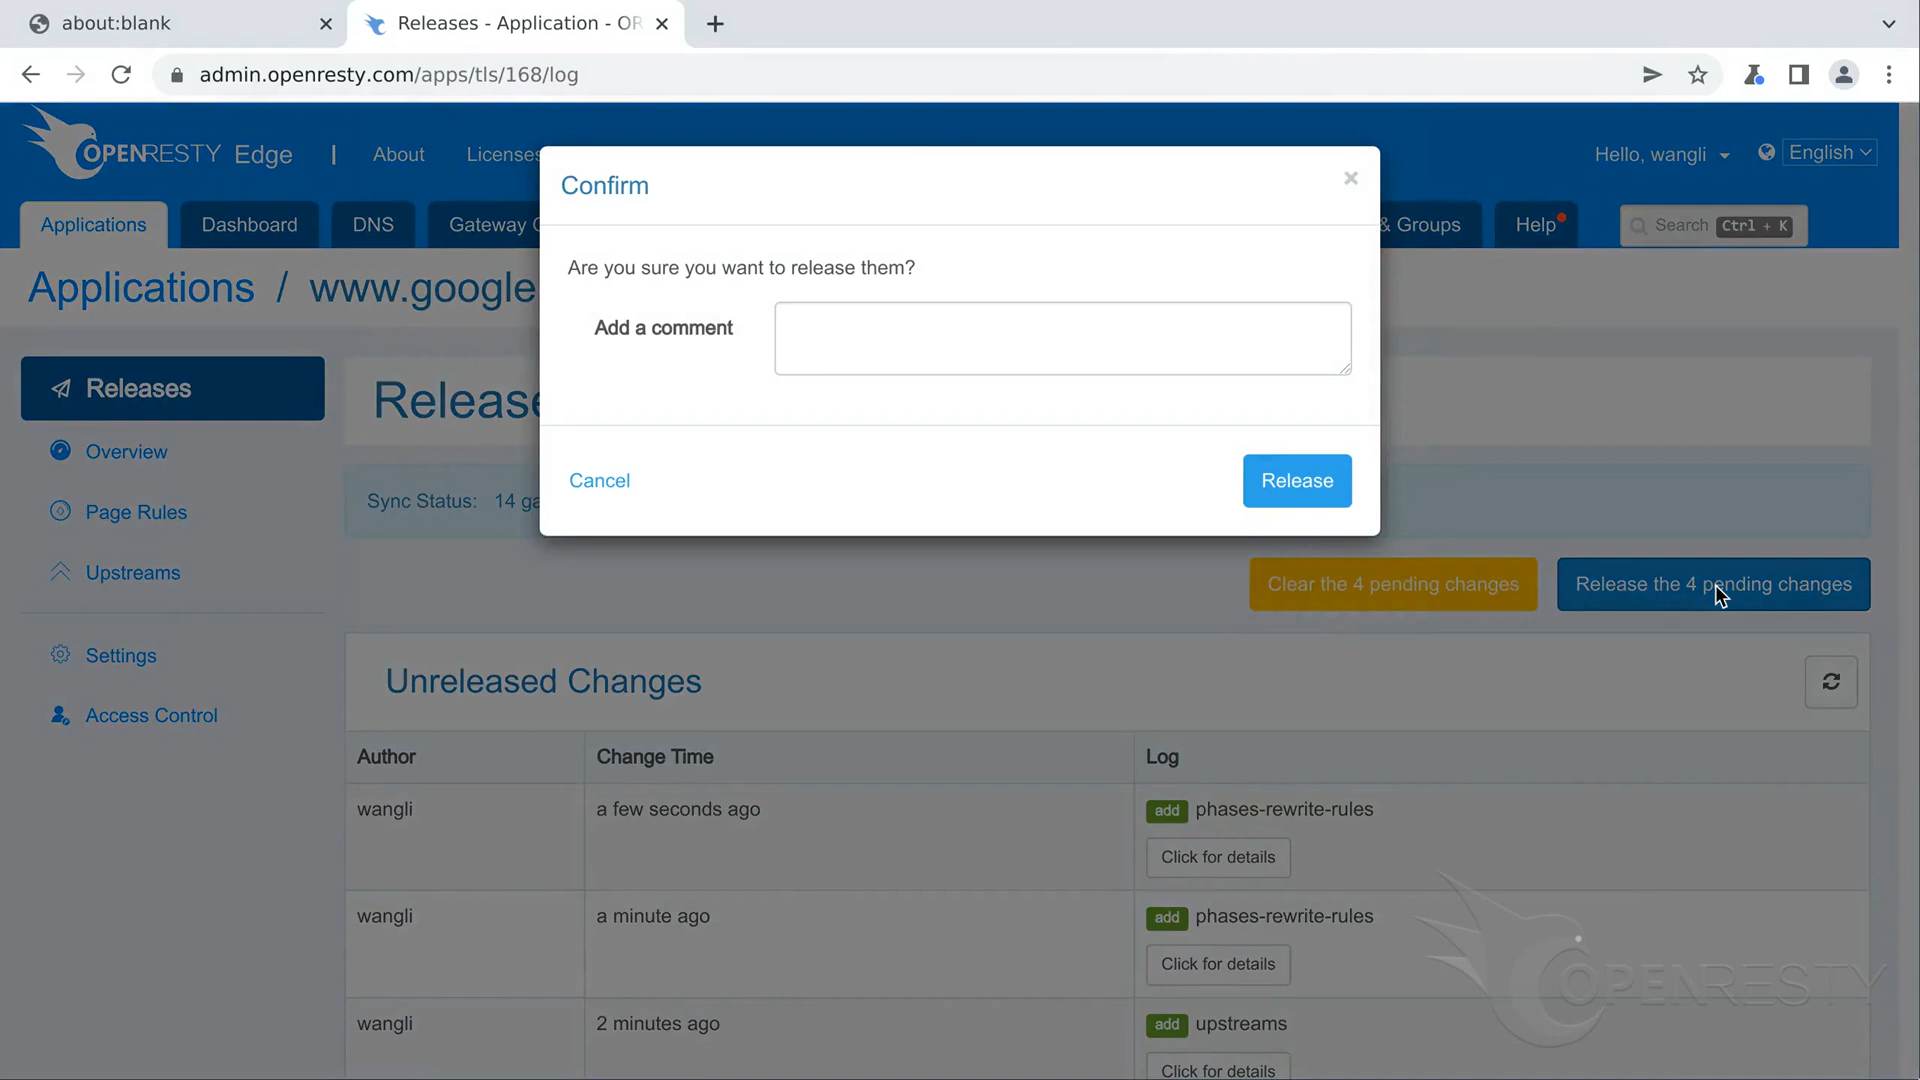 about:blank
Releases - Application - OR
admin.openresty.com/apps/tls/168/log
OPENRESTY Edge
About
Licenses
Hello, wangli
English
Applications
Dashboard
DNS
Gateway
& Groups
Help
Search Ctrl + K
Applications / www.google
Confirm
Are you sure you want to release them?
Add a comment
Cancel
Release
Releases
Overview
Page Rules
Upstreams
Settings
Access Control
Release
Sync Status: 14 ga
Clear the 4 pending changes
Release the 4 pending changes
Unreleased Changes
Author
Change Time
Log
wangli
a few seconds ago
add phases-rewrite-rules
Click for details
wangli
a minute ago
add phases-rewrite-rules
Click for details
wangli
2 minutes ago
add upstreams
Click for details
OPENRESTY